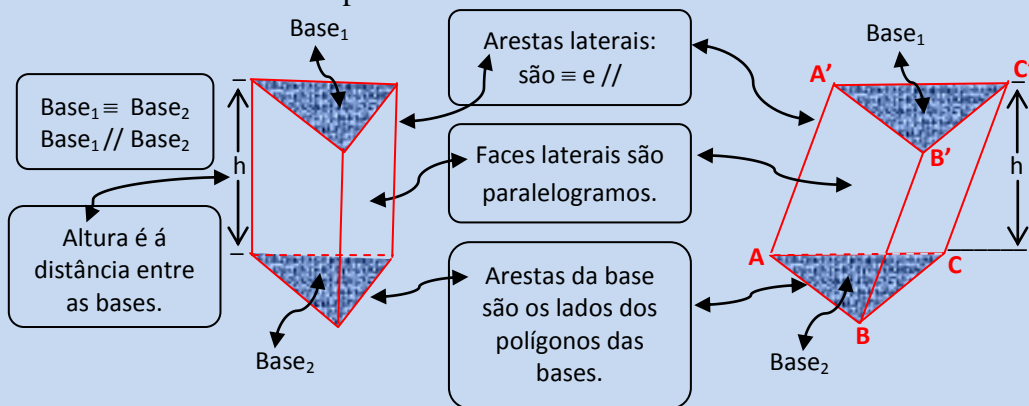 Base₁
Arestas laterais:
são ≡ e //
Base₁
A’
C’
Base₁ ≡ Base₂
Base₁ // Base₂
h
Faces laterais são
paralelogramos.
B’
h
Altura é á
distância entre
as bases.
A
C
Arestas da base
são os lados dos
polígonos das
bases.
B
Base₂
Base₂